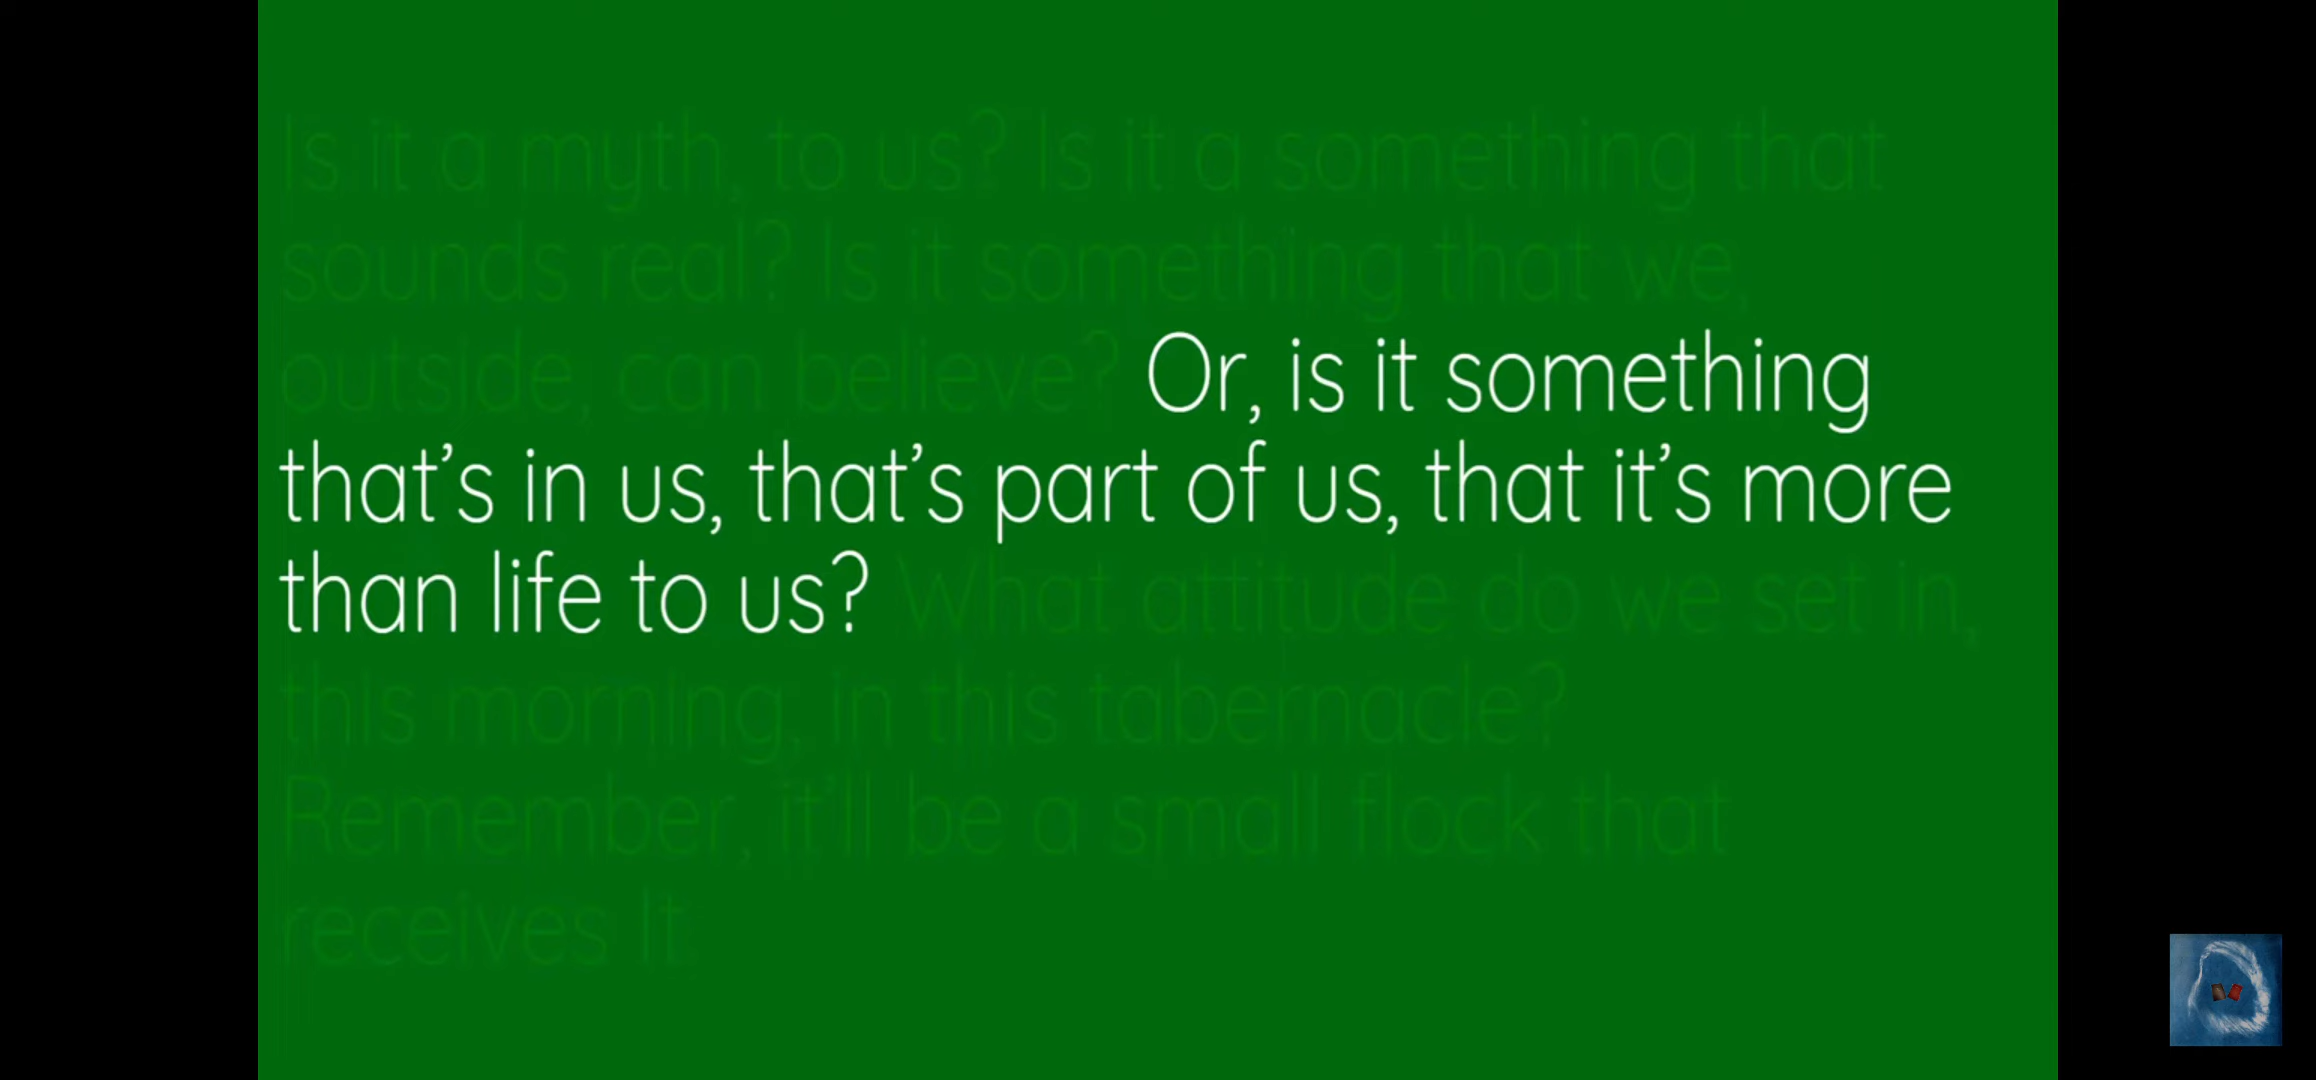 Is it a myth, to us? Is it a something that
sounds real? Is it something that we,
outside, can believe? Or, is it something
that’s in us, that’s part of us, that it’s more
than life to us? What attitude do we set in,
this morning, in this tabernacle?
Remember, it’ll be a small flock that
receives It